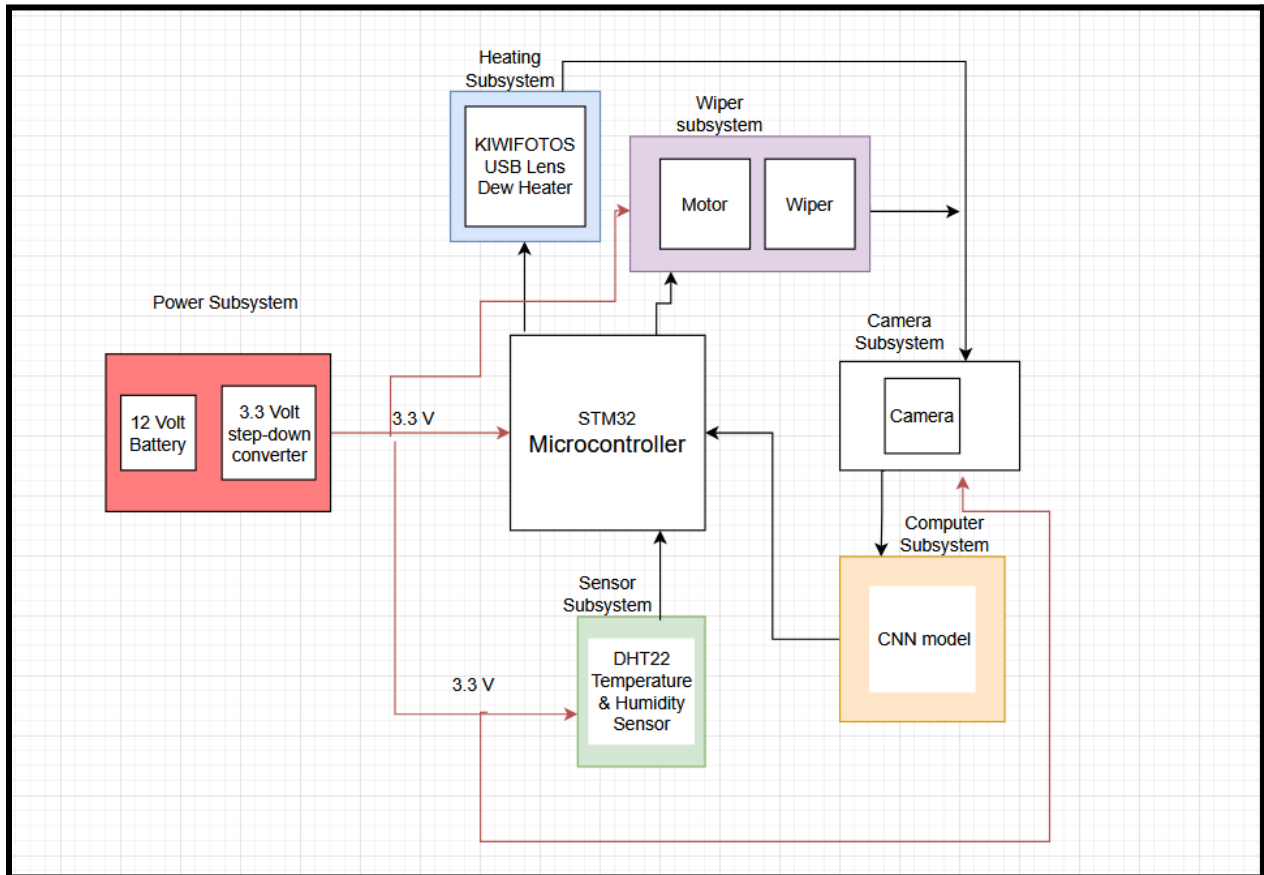 Heating
Subsystem
KIWIFOTOS
USB Lens
Dew Heater
Wiper
subsystem
Motor
Wiper
Power Subsystem
12 Volt
Battery
3.3 Volt
step-down
converter
3.3 V
STM32
Microcontroller
Camera
Subsystem
Camera
Computer
Subsystem
CNN model
Sensor
Subsystem
DHT22
Temperature
& Humidity
Sensor
3.3 V